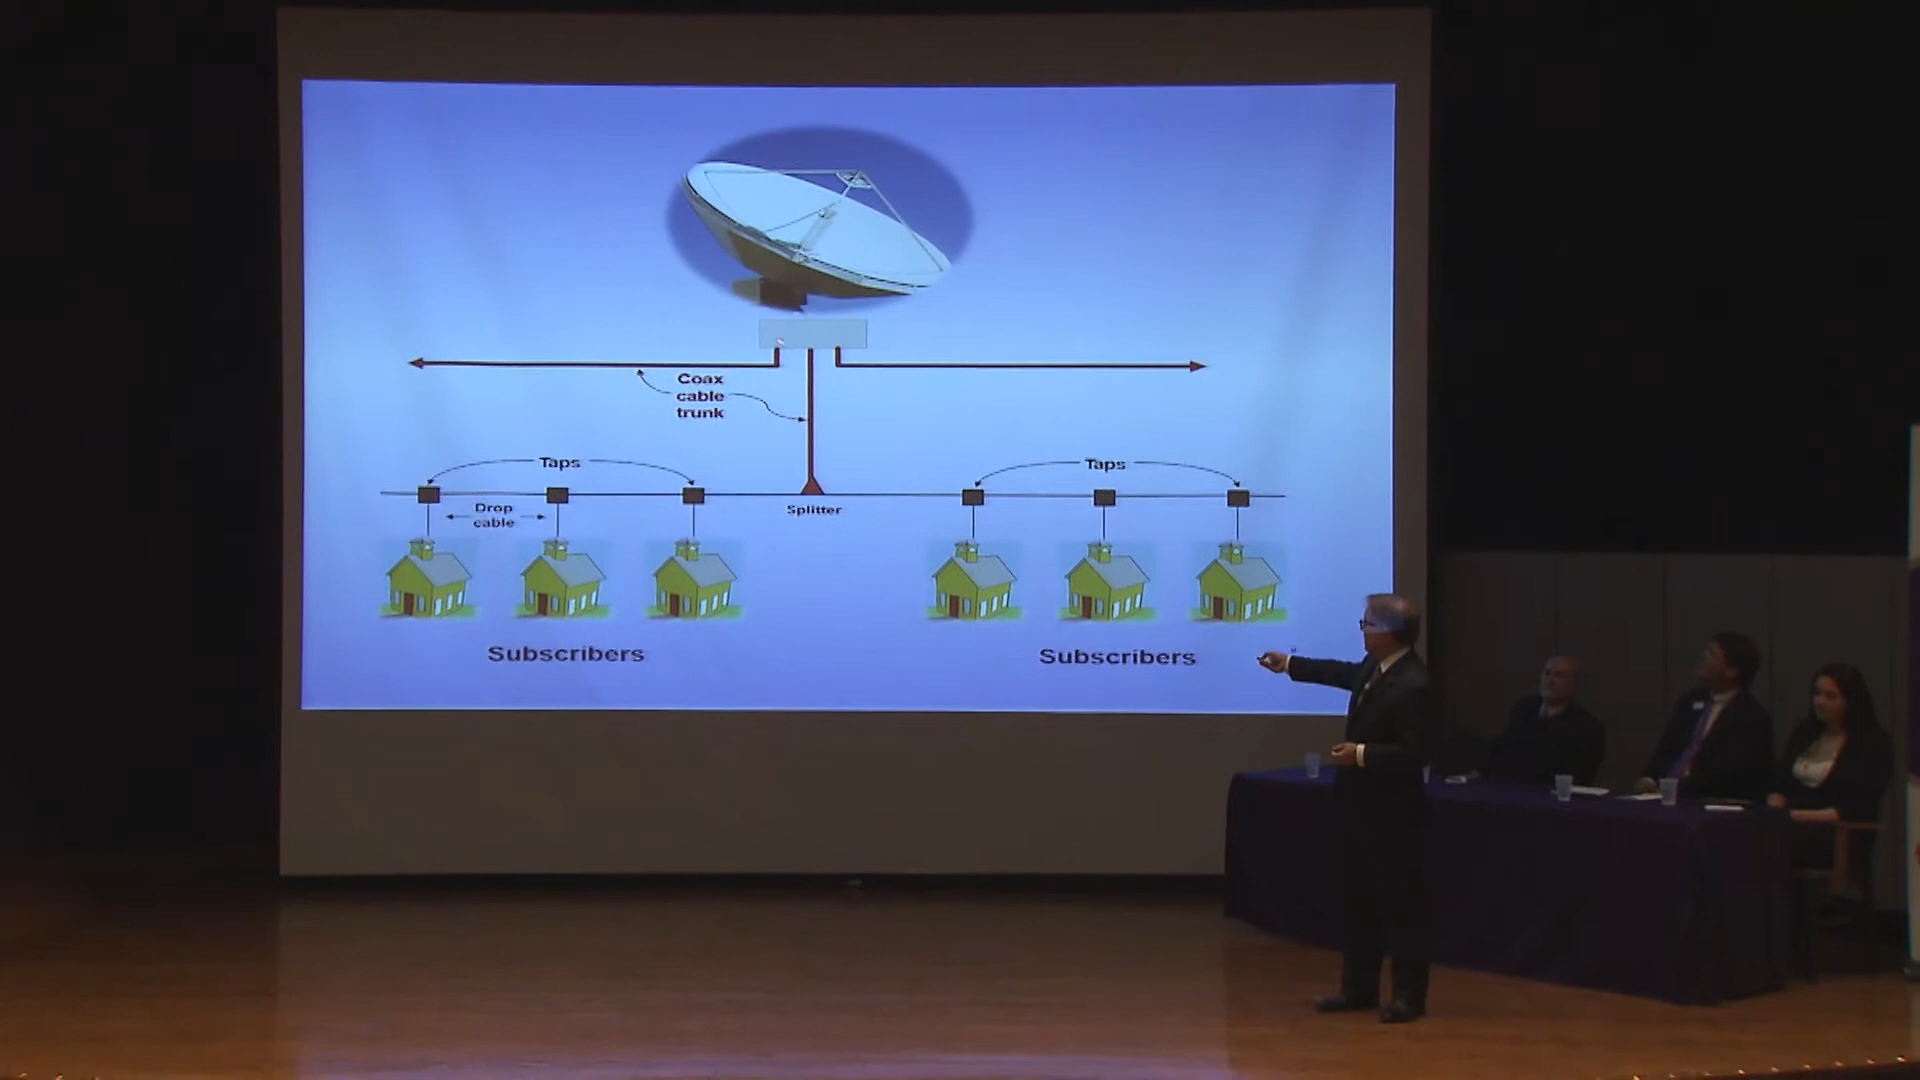 Coax
cable
trunk
Taps
Taps
Drop
cable
Splitter
Subscribers
Subscribers